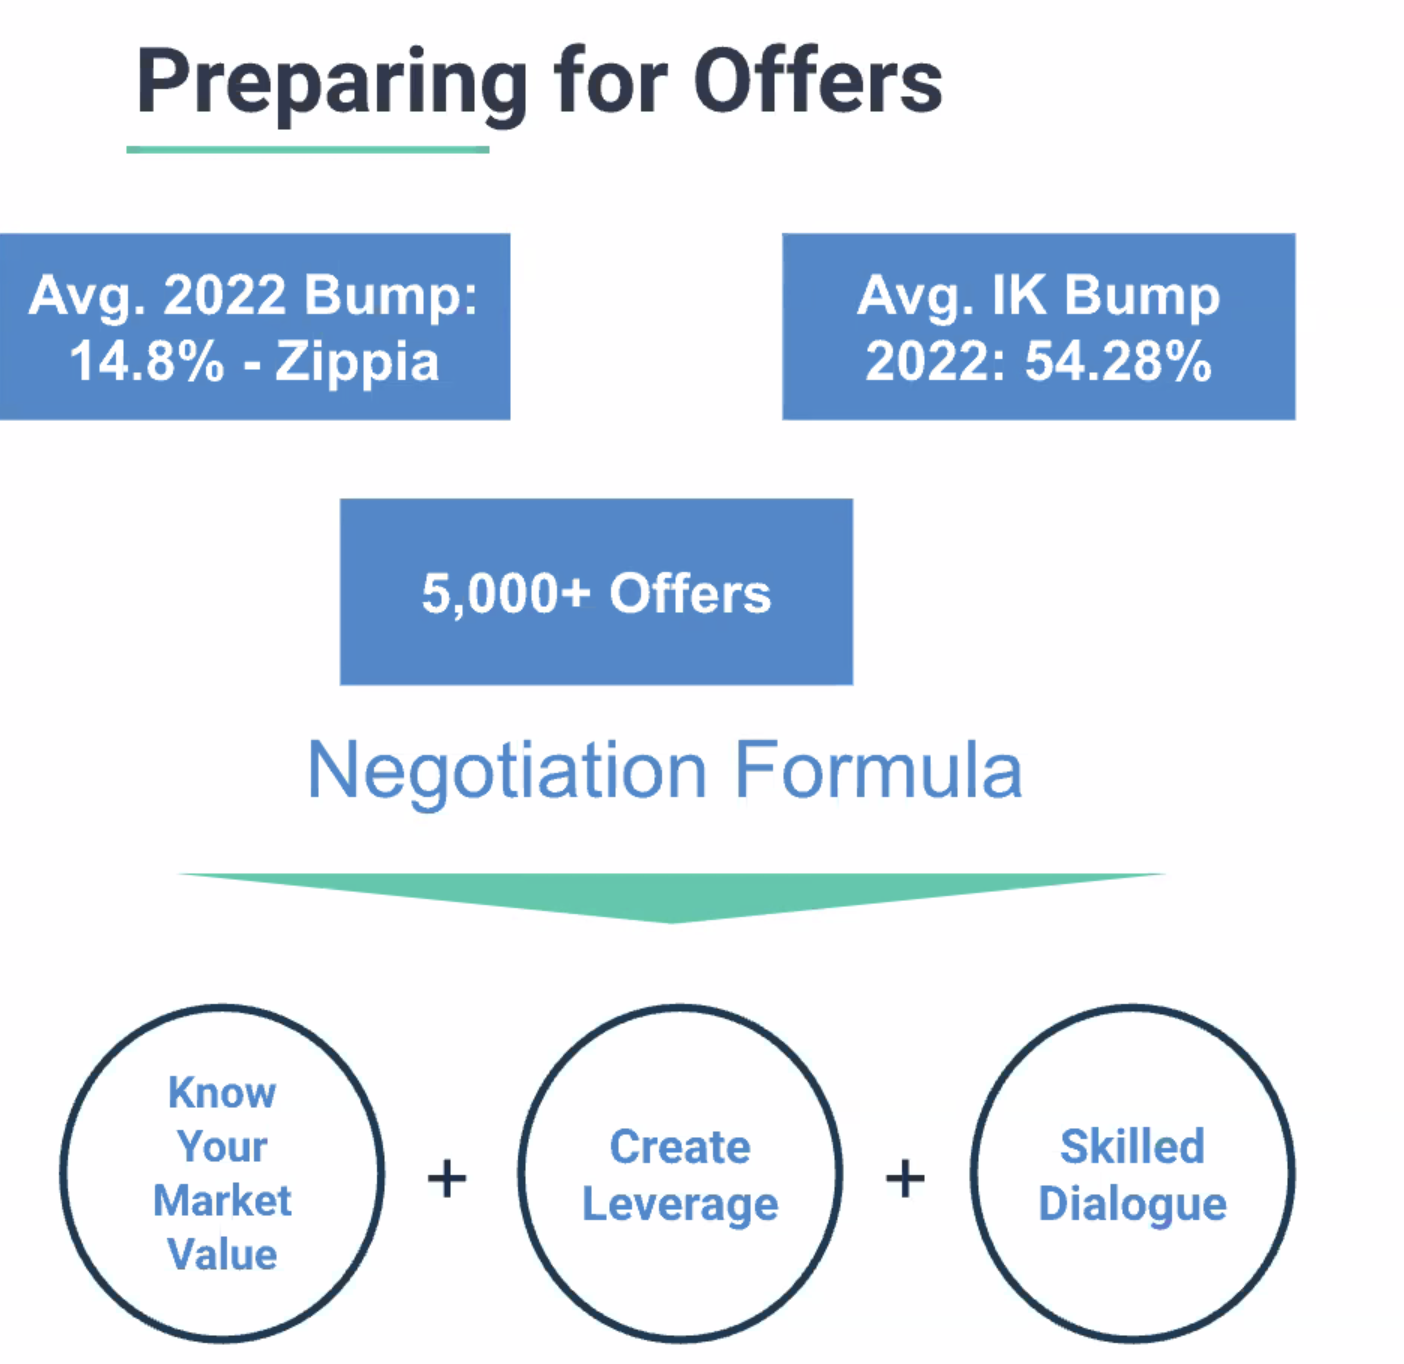 Preparing for Offers
Avg. 2022 Bump:
14.8% - Zippia
Avg. IK Bump
2022: 54.28%
5,000+ Offers
Negotiation Formula
Know
Your
Market
Value
+
Create
Leverage
+
Skilled
Dialogue